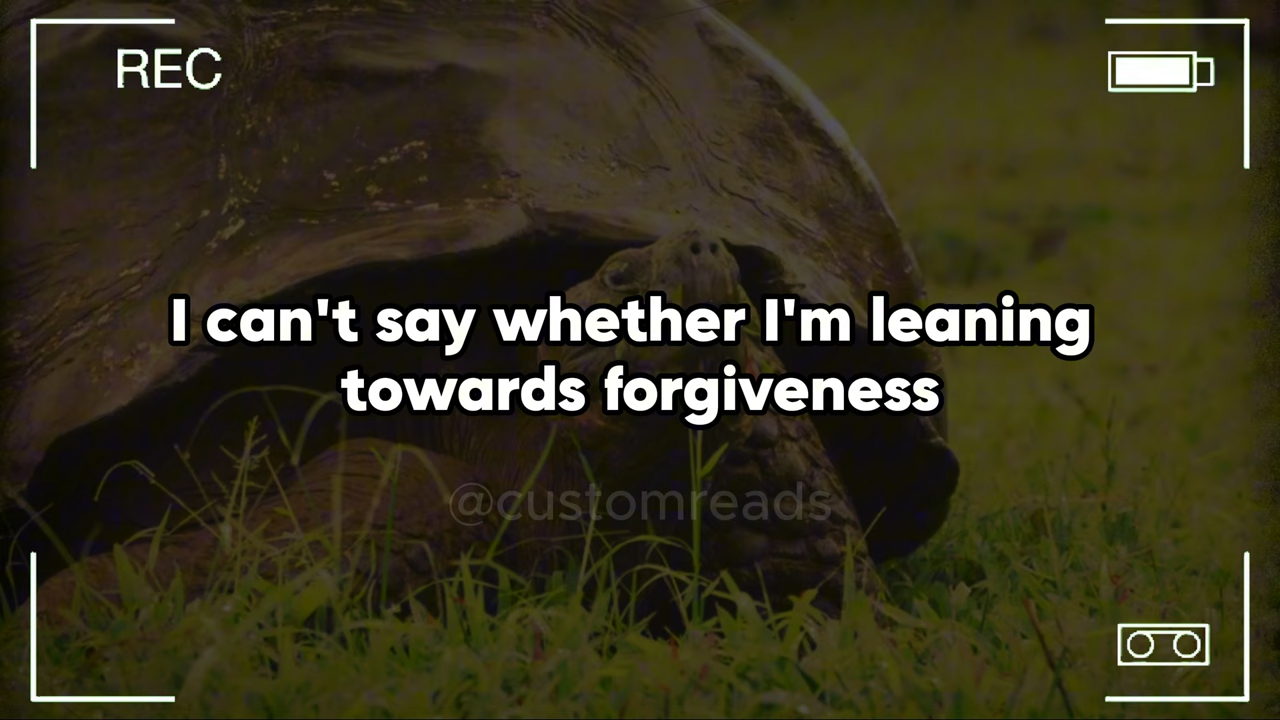 REC
I can't say whether I'm leaning
towards forgiveness
@customreads